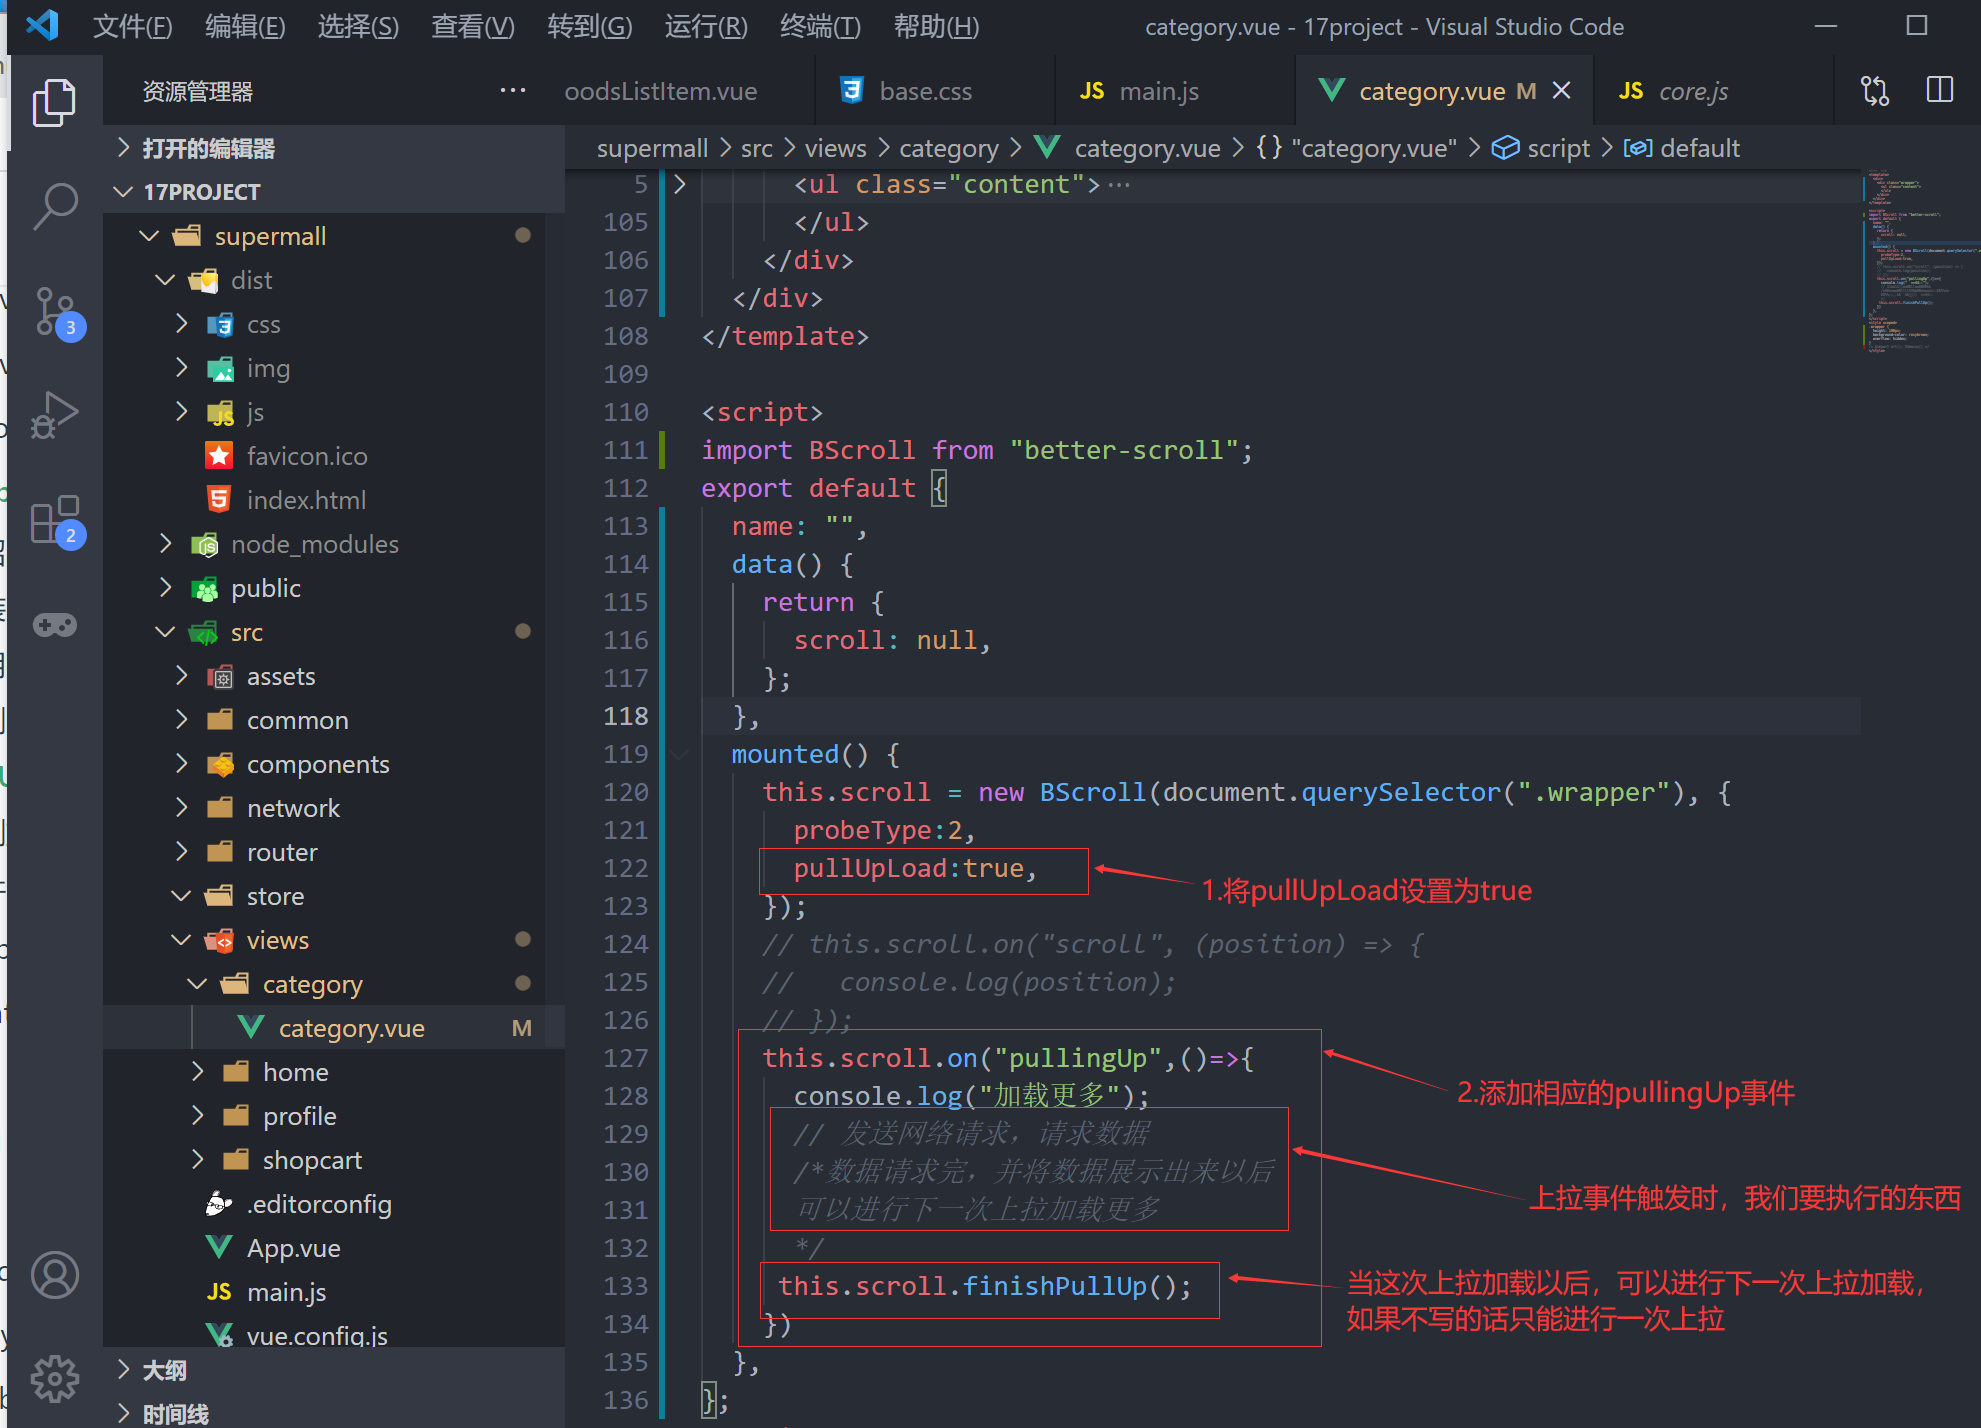 文件(F) 编辑(E) 选择(S) 查看(V) 转到(G) 运行(R) 终端(T) 帮助(H) category.vue - 17project - Visual Studio Code
资源管理器 ··· oodsListItem.vue base.css JS main.js category.vue M JS core.js
打开的编辑器
17PROJECT
supermall
dist
css
img
js
favicon.ico
index.html
node_modules
public
src
assets
common
components
network
router
store
views
category
category.vue M
home
profile
shopcart
.editorconfig
App.vue
JS main.js
vue.config.js
大纲
时间线
3
2
supermall > src > views > category > category.vue > {} "category.vue" > script > default
5 <ul class="content">···
105 </ul>
106 </div>
107 </div>
108 </template>
109
110 <script>
111 import BScroll from "better-scroll";
112 export default {
113 name: "",
114 data() {
115 return {
116 scroll: null,
117 };
118 },
119 mounted() {
120 this.scroll = new BScroll(document.querySelector(".wrapper"), {
121 probeType:2,
122 pullUpLoad:true,
1.将pullUpLoad设置为true
123 });
124 // this.scroll.on("scroll", (position) => {
125 //   console.log(position);
126 // });
127 this.scroll.on("pullingUp",()=>{
128 console.log("加载更多");
2.添加相应的pullingUp事件
129 // 发送网络请求，请求数据
130 /*数据请求完，并将数据展示出来以后
131 可以进行下一次上拉加载更多
上拉事件触发时，我们要执行的东西
132 */
133 this.scroll.finishPullUp();
当这次上拉加载以后，可以进行下一次上拉加载，
如果不写的话只能进行一次上拉
134 })
135 },
136 };